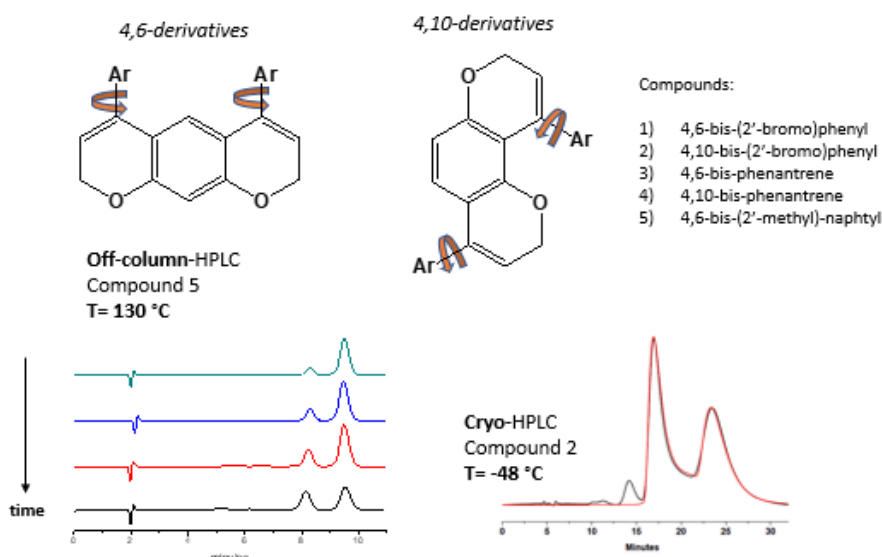 4,6-derivatives
4,10-derivatives
Ar
Ar
O
O
O
Ar
O
Ar
Compounds:
1) 4,6-bis-(2'-bromo)phenyl
2) 4,10-bis-(2'-bromo)phenyl
3) 4,6-bis-phenantrene
4) 4,10-bis-phenantrene
5) 4,6-bis-(2'-methyl)-naphtyl
Off-column-HPLC
Compound 5
T= 130 °C
time
0 2 4 6 8 10
Cryo-HPLC
Compound 2
T= -48 °C
0 5 10 15 20 25 30
Minutes